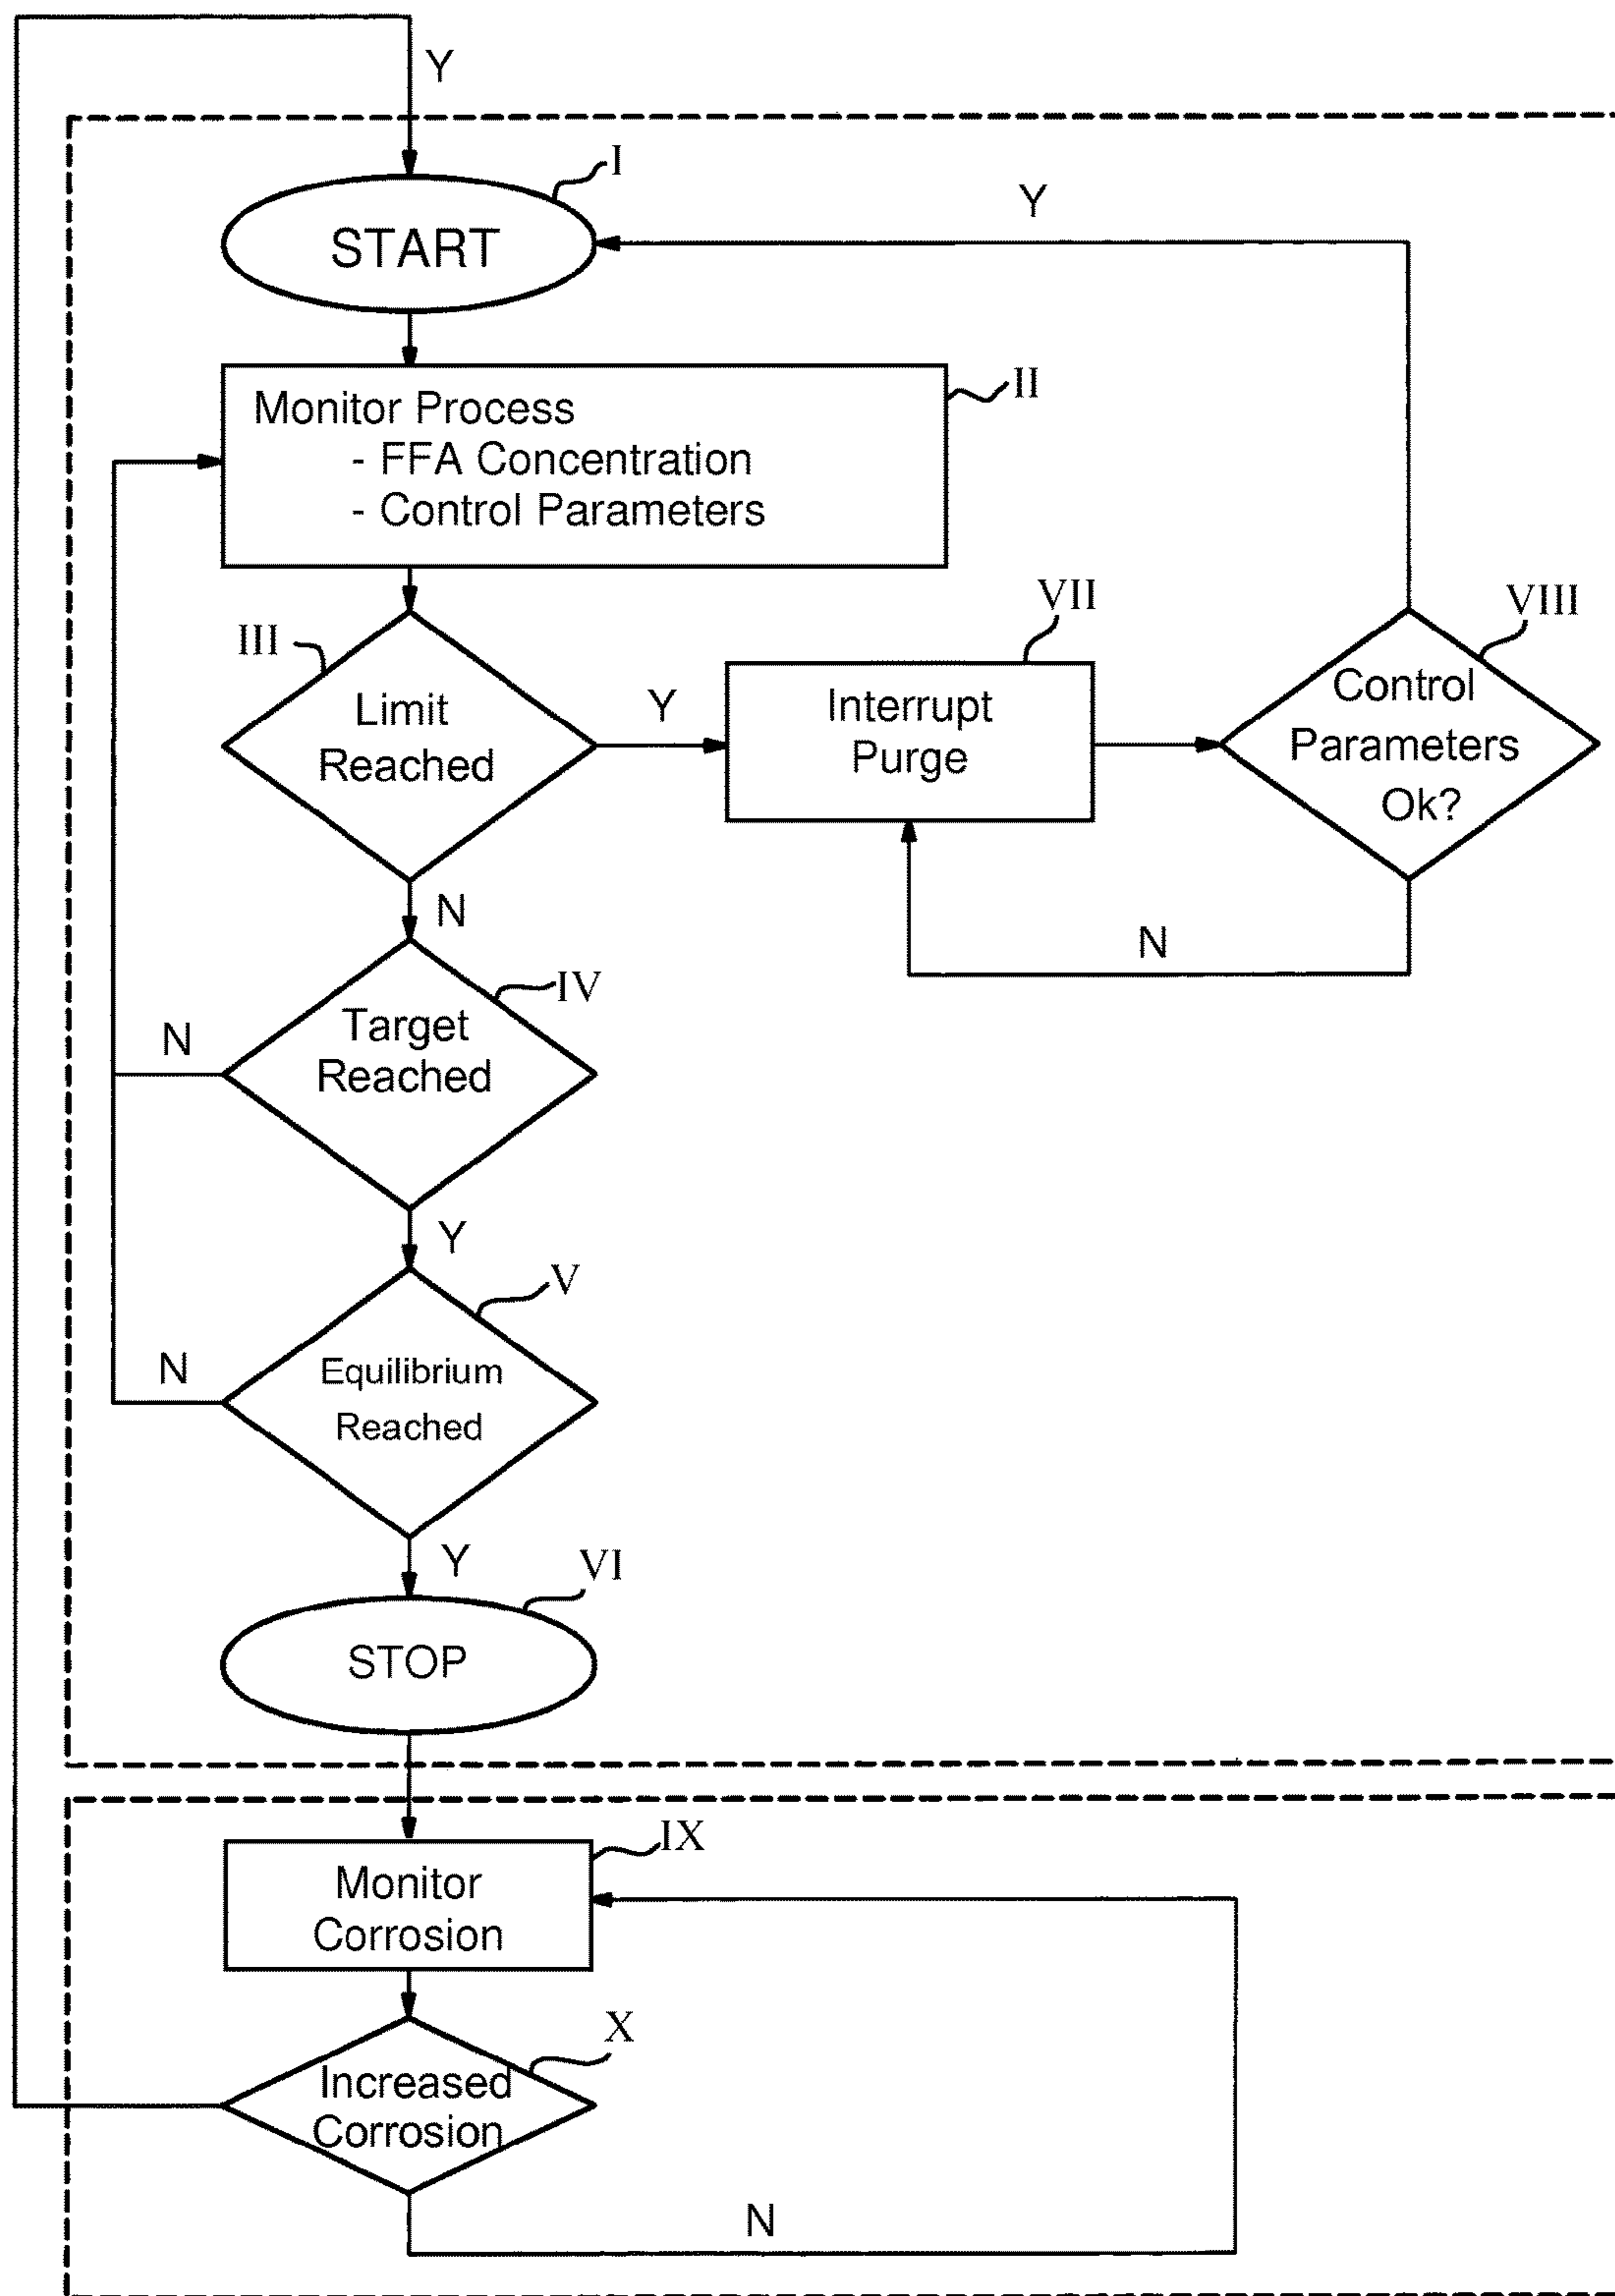 Y
I
START
Y
II
Monitor Process
- FFA Concentration
- Control Parameters
III
Limit
Reached
Y
VII
Interrupt
Purge
VIII
Control
Parameters
Ok?
N
N
IV
Target
Reached
N
Y
V
Equilibrium
Reached
N
Y
VI
STOP
IX
Monitor
Corrosion
X
Increased
Corrosion
N